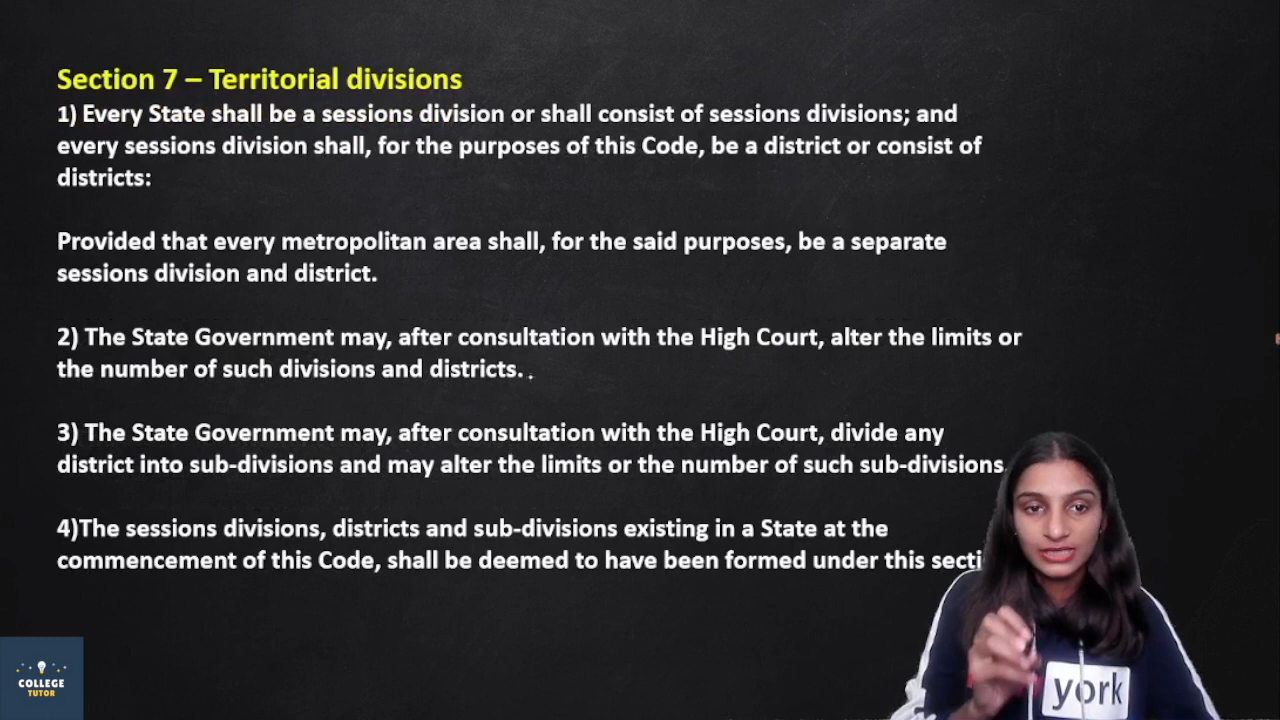 Section 7 – Territorial divisions
1) Every State shall be a sessions division or shall consist of sessions divisions; and
every sessions division shall, for the purposes of this Code, be a district or consist of
districts:
Provided that every metropolitan area shall, for the said purposes, be a separate
sessions division and district.
2) The State Government may, after consultation with the High Court, alter the limits or
the number of such divisions and districts. .
3) The State Government may, after consultation with the High Court, divide any
district into sub-divisions and may alter the limits or the number of such sub-divisions
4)The sessions divisions, districts and sub-divisions existing in a State at the
commencement of this Code, shall be deemed to have been formed under this secti
COLLEGE
TUTOR
york